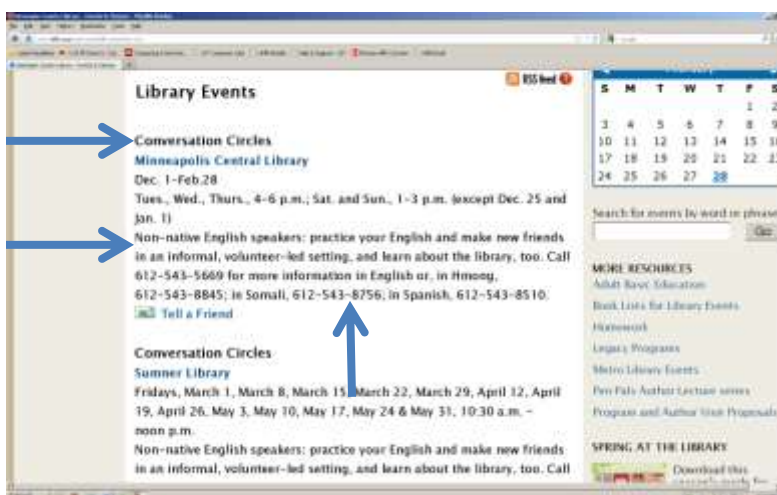 RSS feed
Library Events
Conversation Circles
Minneapolis Central Library
Dec. 1-Feb.28
Tues., Wed., Thurs., 4-6 p.m.; Sat. and Sun., 1-3 p.m. (except Dec. 25 and
Jan. 1)
Non-native English speakers: practice your English and make new friends
in an informal, volunteer-led setting, and learn about the library, too. Call
612-543-5669 for more information in English or, in Hmong,
612-543-8845; in Somali, 612-543-8756; in Spanish, 612-543-8510.
Tell a Friend
Conversation Circles
Sumner Library
Fridays, March 1, March 8, March 15, March 22, March 29, April 12, April
19, April 26, May 3, May 10, May 17, May 24 & May 31, 10:30 a.m. -
noon p.m.
Non-native English speakers: practice your English and make new friends
in an informal, volunteer-led setting, and learn about the library, too. Call
S M T W T F S
1 2
3 4 5 6 7 8 9
10 11 12 13 14 15
17 18 19 20 21 22
24 25 26 27 28
Search for events by word or phrase
Go
MORE RESOURCES
Adult Basic Education
Book Lists for Library Events
Homework
Legacy Programs
Metro Library Events
Pen Pals Author Lecture series
Program and Author Visit Proposals
SPRING AT THE LIBRARY
Download this